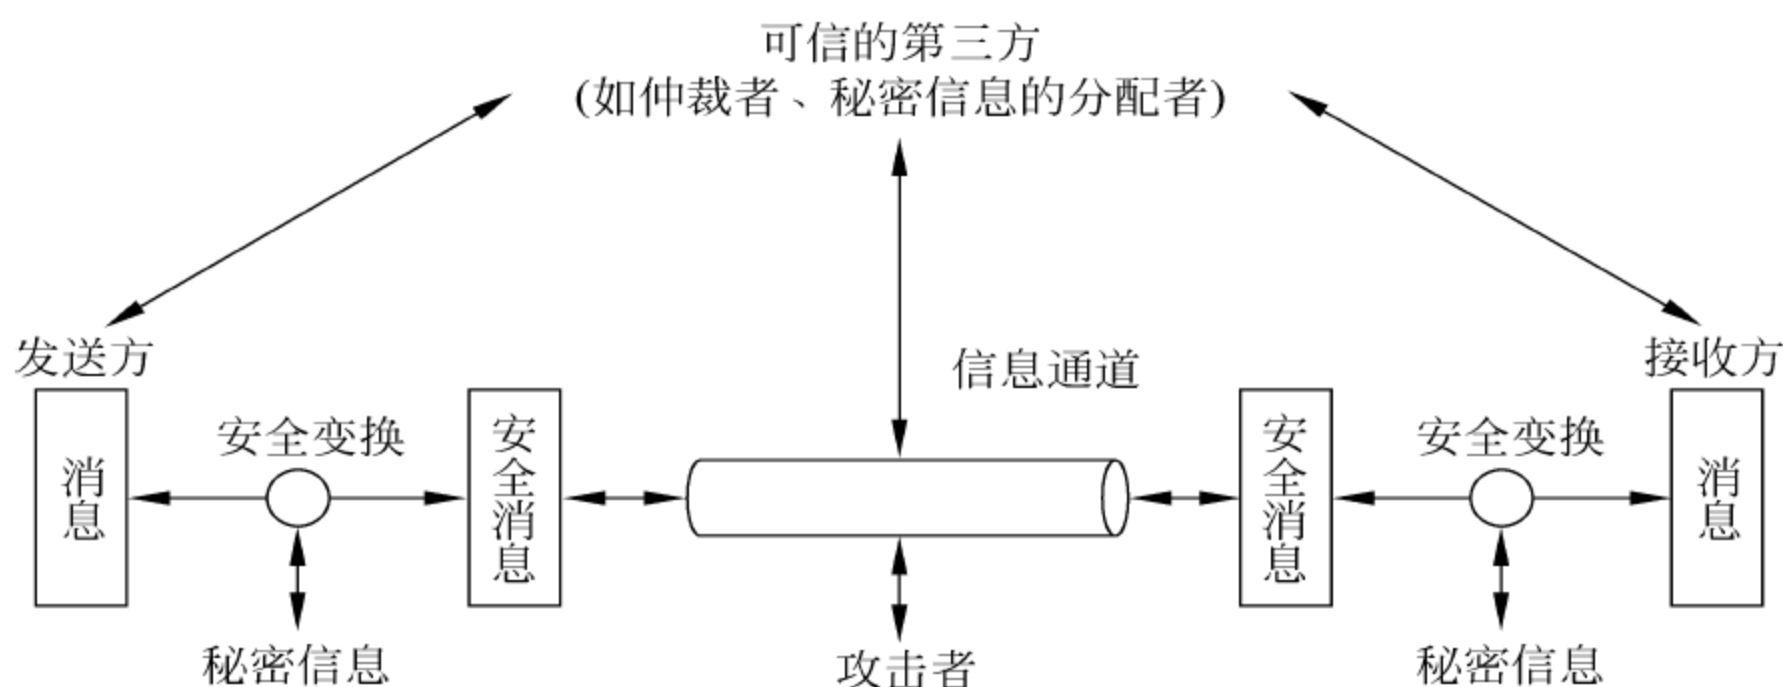 可信的第三方
(如仲裁者、秘密信息的分配者)
发送方
信息通道
接收方
消息
安全变换
安全消息
安全消息
安全变换
消息
秘密信息
攻击者
秘密信息